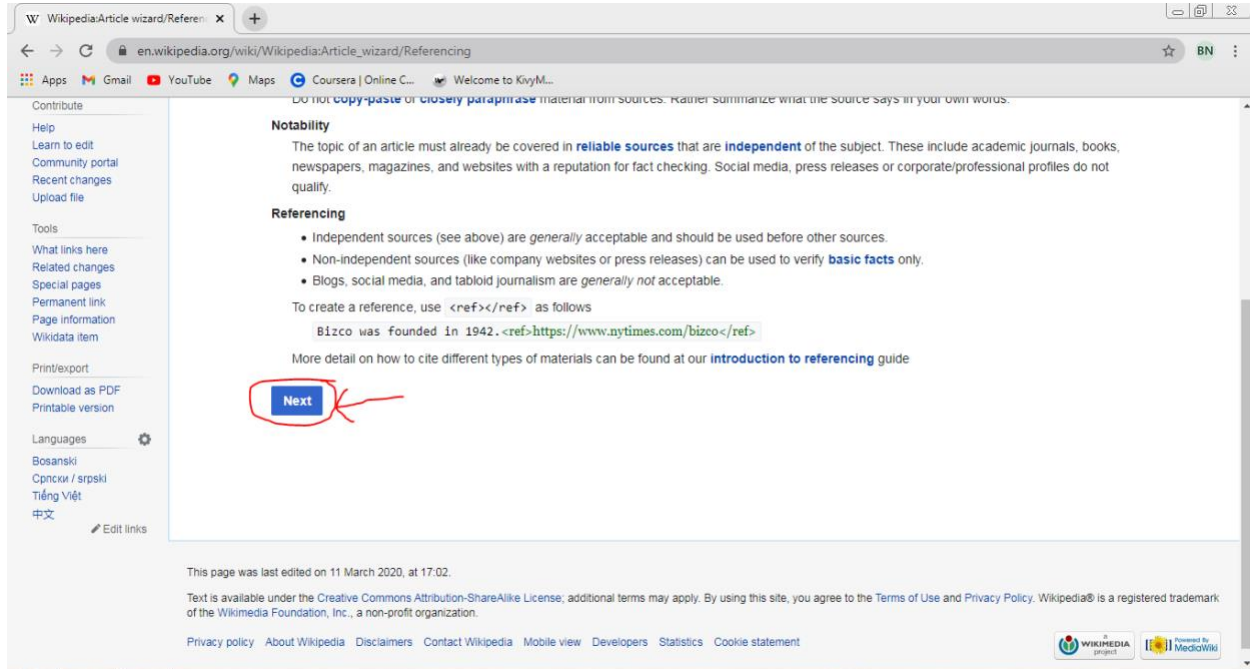 Wikipedia:Article wizard/Referen
en.wikipedia.org/wiki/Wikipedia:Article_wizard/Referencing
BN
Apps
Gmail
YouTube
Maps
Coursera | Online C...
Welcome to KivyM...
Contribute
Help
Learn to edit
Community portal
Recent changes
Upload file
Tools
What links here
Related changes
Special pages
Permanent link
Page information
Wikidata item
Print/export
Download as PDF
Printable version
Languages
Bosanski
Српски / srpski
Tiếng Việt
中文
Edit links
Do not copy-paste or closely paraphrase material from sources. Rather summarize what the source says in your own words.
Notability
The topic of an article must already be covered in reliable sources that are independent of the subject. These include academic journals, books,
newspapers, magazines, and websites with a reputation for fact checking. Social media, press releases or corporate/professional profiles do not
qualify.
Referencing
• Independent sources (see above) are generally acceptable and should be used before other sources.
• Non-independent sources (like company websites or press releases) can be used to verify basic facts only.
• Blogs, social media, and tabloid journalism are generally not acceptable.
To create a reference, use <ref></ref> as follows
Bizco was founded in 1942.<ref>https://www.nytimes.com/bizco</ref>
More detail on how to cite different types of materials can be found at our introduction to referencing guide
Next
This page was last edited on 11 March 2020, at 17:02.
Text is available under the Creative Commons Attribution-ShareAlike License; additional terms may apply. By using this site, you agree to the Terms of Use and Privacy Policy. Wikipedia® is a registered trademark
of the Wikimedia Foundation, Inc., a non-profit organization.
Privacy policy About Wikipedia Disclaimers Contact Wikipedia Mobile view Developers Statistics Cookie statement
a
WIKIMEDIA
project
Powered By
MediaWiki